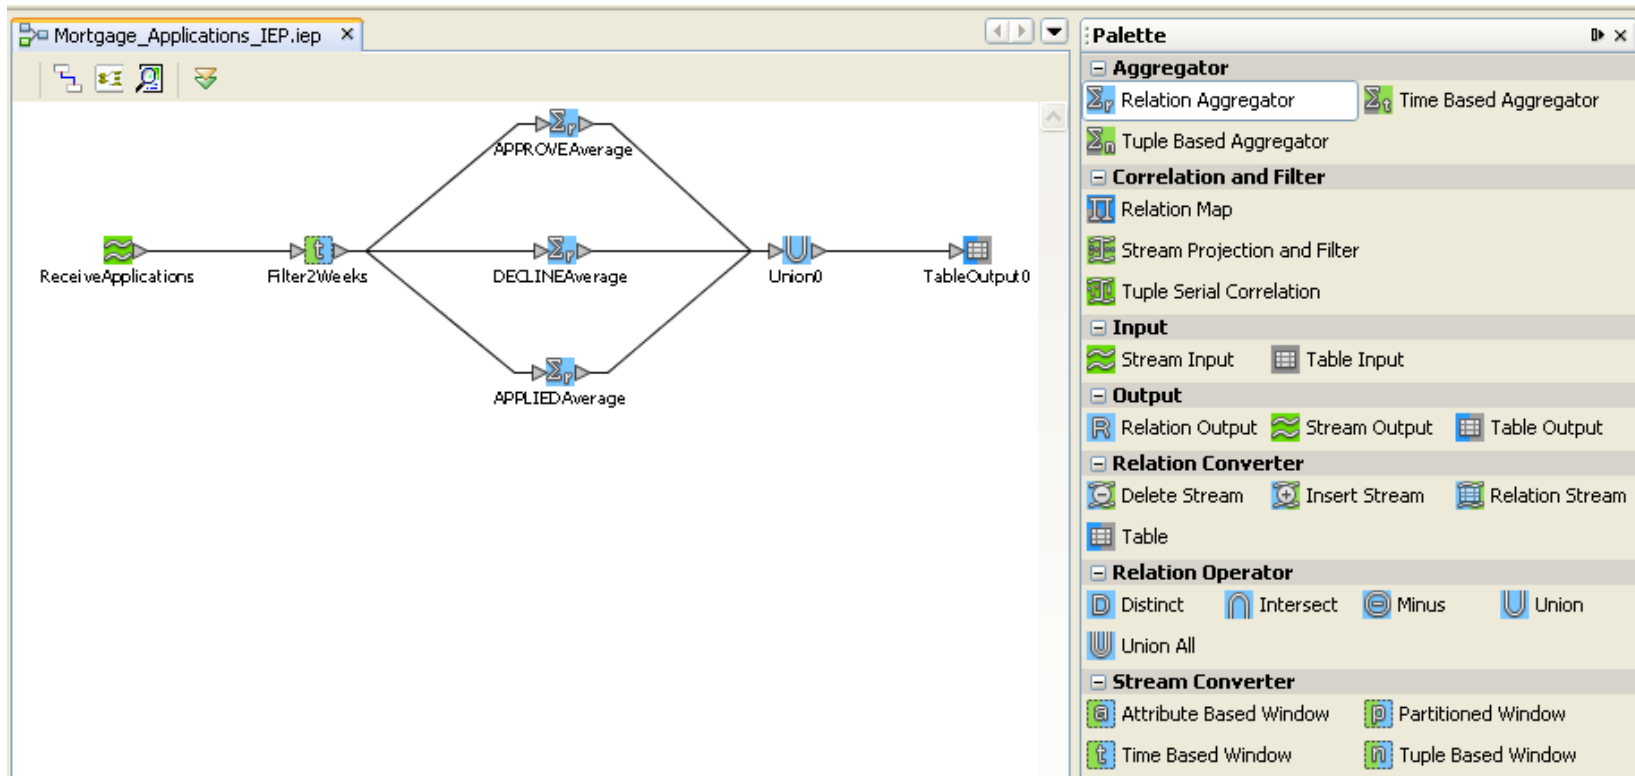 Mortgage_Applications_IEP.iep
Palette
Aggregator
Relation Aggregator
Time Based Aggregator
Tuple Based Aggregator
Correlation and Filter
Relation Map
Stream Projection and Filter
Tuple Serial Correlation
Input
Stream Input
Table Input
Output
Relation Output
Stream Output
Table Output
Relation Converter
Delete Stream
Insert Stream
Relation Stream
Table
Relation Operator
Distinct
Intersect
Minus
Union
Union All
Stream Converter
Attribute Based Window
Partitioned Window
Time Based Window
Tuple Based Window
APPROVEAverage
ReceiveApplications
Filter2Weeks
DECLINEAverage
Union0
TableOutput0
APPLIEDAverage